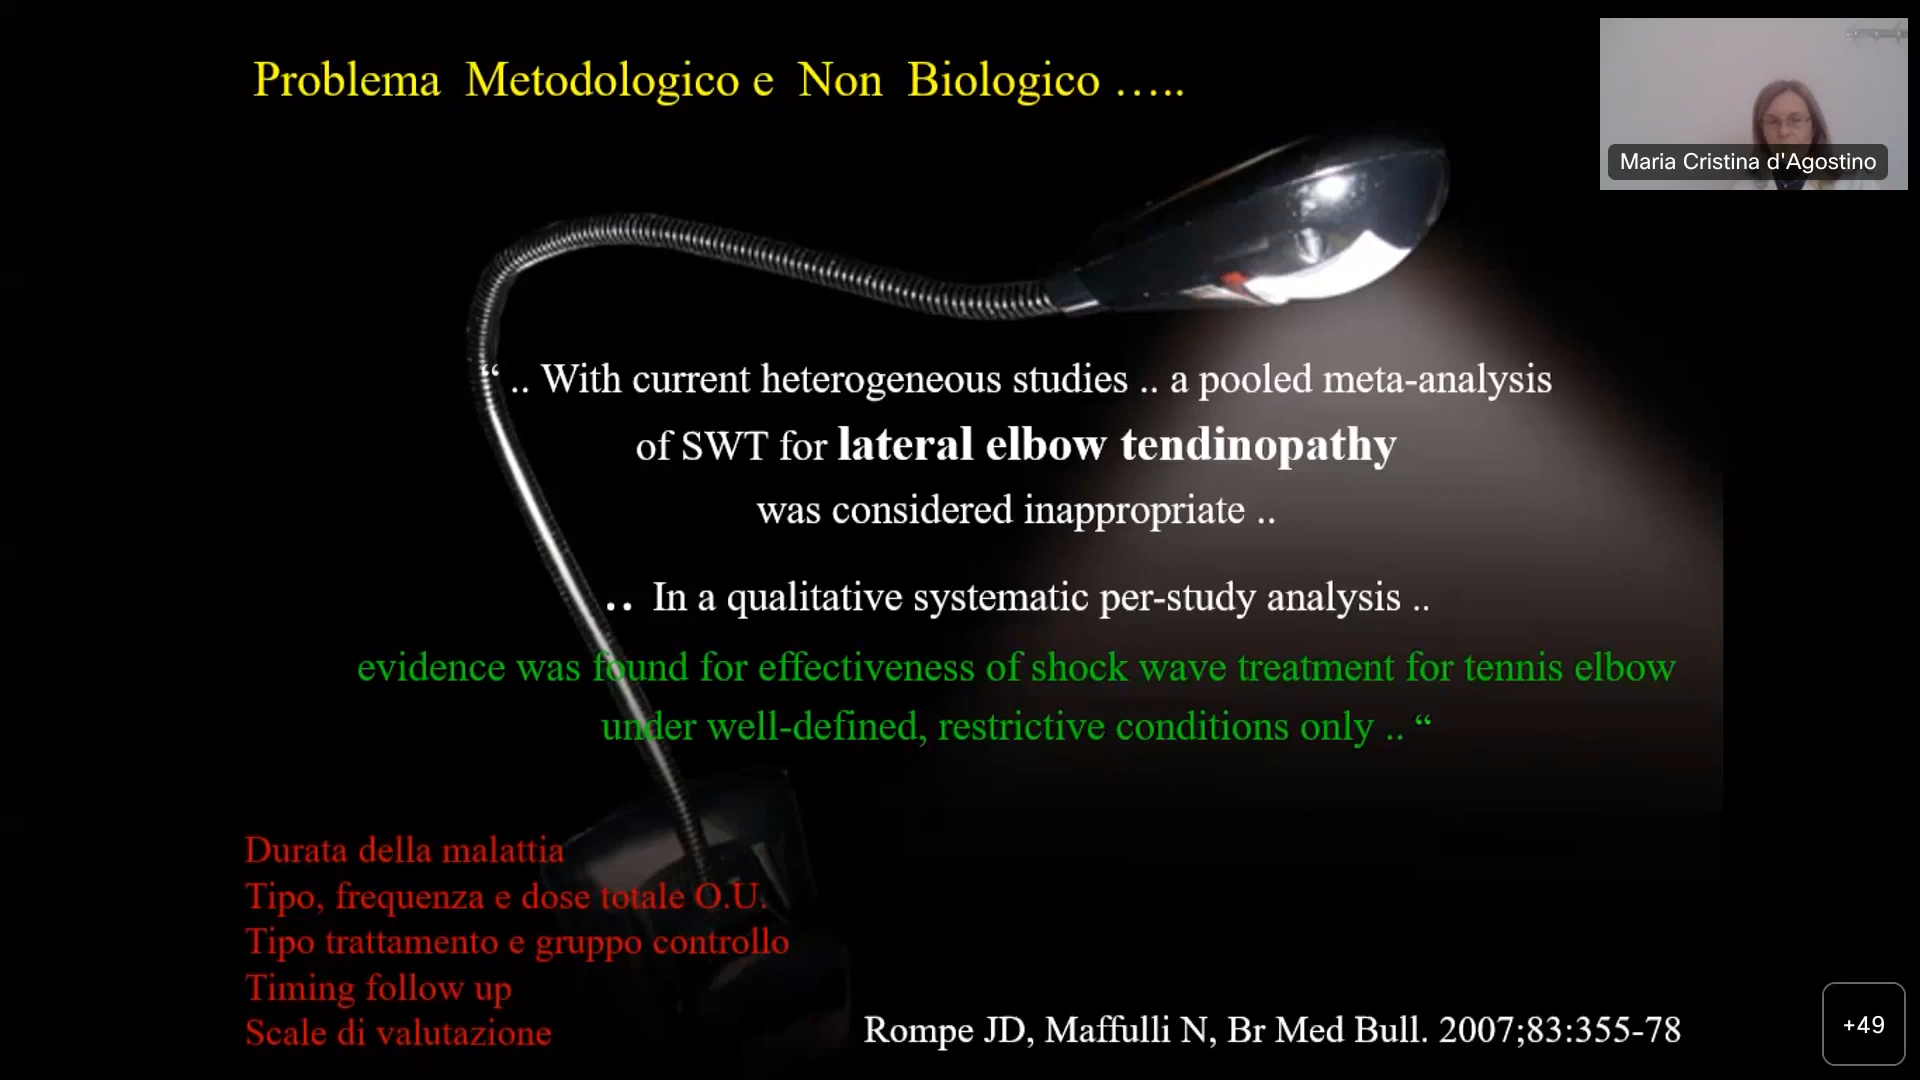 Problema Metodologico e Non Biologico …..
Maria Cristina d'Agostino
“ .. With current heterogeneous studies .. a pooled meta-analysis
of SWT for lateral elbow tendinopathy
was considered inappropriate ..
.. In a qualitative systematic per-study analysis ..
evidence was found for effectiveness of shock wave treatment for tennis elbow
under well-defined, restrictive conditions only .. “
Durata della malattia
Tipo, frequenza e dose totale O.U.
Tipo trattamento e gruppo controllo
Timing follow up
Scale di valutazione
Rompe JD, Maffulli N, Br Med Bull. 2007;83:355-78
+49